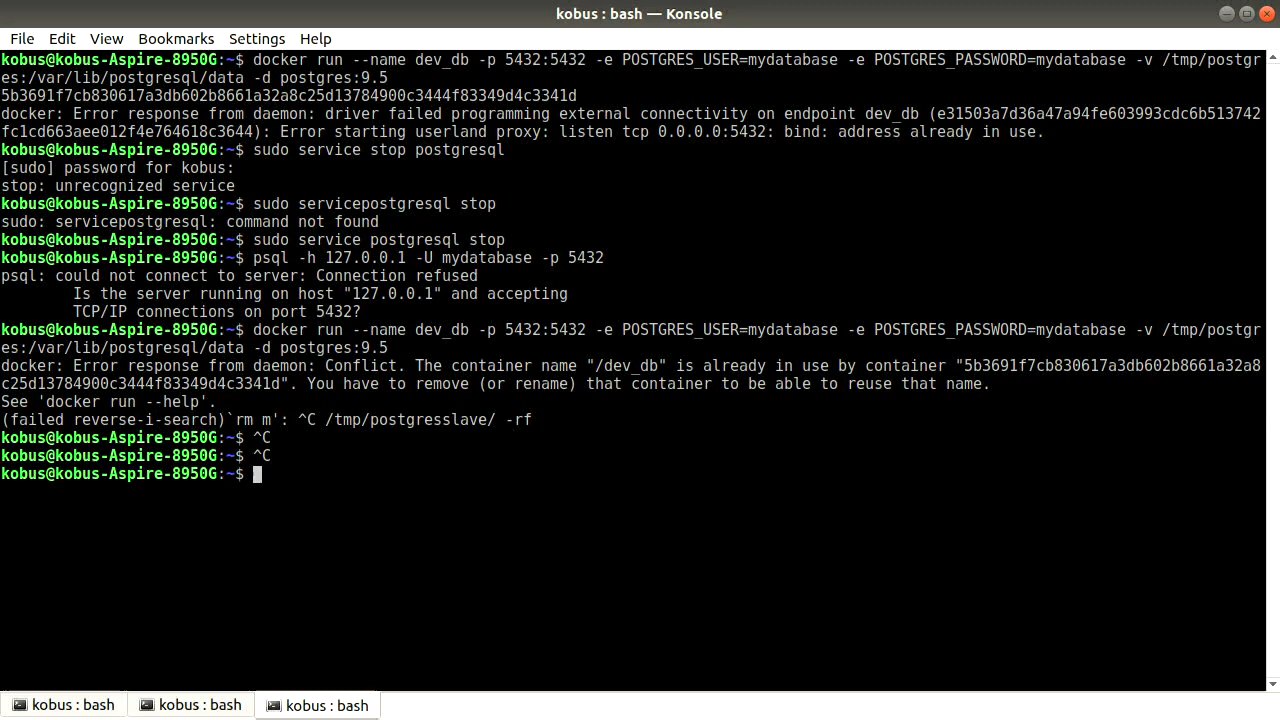 kobus : bash — Konsole
File Edit View Bookmarks Settings Help
kobus@kobus-Aspire-8950G:~$ docker run --name dev_db -p 5432:5432 -e POSTGRES_USER=mydatabase -e POSTGRES_PASSWORD=mydatabase -v /tmp/postgr
es:/var/lib/postgresql/data -d postgres:9.5
5b3691f7cb830617a3db602b8661a32a8c25d13784900c3444f83349d4c3341d
docker: Error response from daemon: driver failed programming external connectivity on endpoint dev_db (e31503a7d36a47a94fe603993cdc6b513742
fc1cd663aee012f4e764618c3644): Error starting userland proxy: listen tcp 0.0.0.0:5432: bind: address already in use.
kobus@kobus-Aspire-8950G:~$ sudo service stop postgresql
[sudo] password for kobus:
stop: unrecognized service
kobus@kobus-Aspire-8950G:~$ sudo servicepostgresql stop
sudo: servicepostgresql: command not found
kobus@kobus-Aspire-8950G:~$ sudo service postgresql stop
kobus@kobus-Aspire-8950G:~$ psql -h 127.0.0.1 -U mydatabase -p 5432
psql: could not connect to server: Connection refused
Is the server running on host "127.0.0.1" and accepting
TCP/IP connections on port 5432?
kobus@kobus-Aspire-8950G:~$ docker run --name dev_db -p 5432:5432 -e POSTGRES_USER=mydatabase -e POSTGRES_PASSWORD=mydatabase -v /tmp/postgr
es:/var/lib/postgresql/data -d postgres:9.5
docker: Error response from daemon: Conflict. The container name "/dev_db" is already in use by container "5b3691f7cb830617a3db602b8661a32a8
c25d13784900c3444f83349d4c3341d". You have to remove (or rename) that container to be able to reuse that name.
See 'docker run --help'.
(failed reverse-i-search)`rm m': ^C /tmp/postgresslave/ -rf
kobus@kobus-Aspire-8950G:~$ ^C
kobus@kobus-Aspire-8950G:~$ ^C
kobus@kobus-Aspire-8950G:~$
kobus : bash kobus : bash kobus : bash